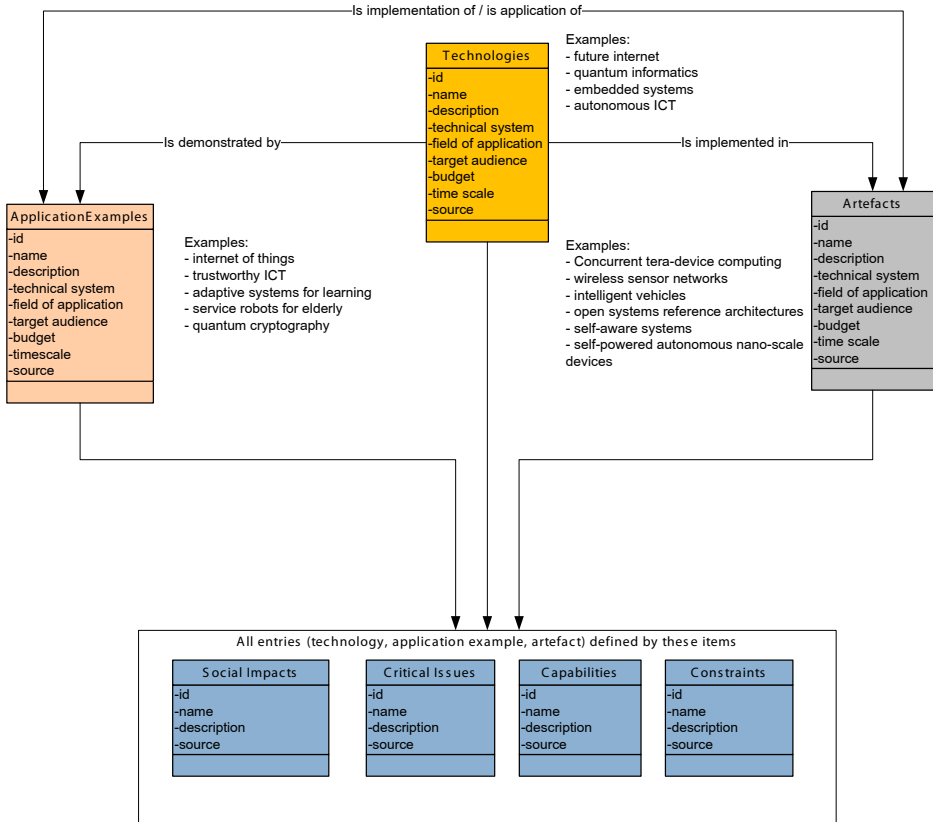 Is implementation of / is application of
Technologies
-id
-name
-description
-technical system
-field of application
-target audience
-budget
-time scale
-source
Examples:
- future internet
- quantum informatics
- embedded systems
- autonomous ICT
Is demonstrated by
Is implemented in
ApplicationExamples
-id
-name
-description
-technical system
-field of application
-target audience
-budget
-timescale
-source
Examples:
- internet of things
- trustworthy ICT
- adaptive systems for learning
- service robots for elderly
- quantum cryptography
Examples:
- Concurrent tera-device computing
- wireless sensor networks
- intelligent vehicles
- open systems reference architectures
- self-aware systems
- self-powered autonomous nano-scale
devices
Artefacts
-id
-name
-description
-technical system
-field of application
-target audience
-budget
-time scale
-source
All entries (technology, application example, artefact) defined by these items
Social Impacts
-id
-name
-description
-source
Critical Issues
-id
-name
-description
-source
Capabilities
-id
-name
-description
-source
Constraints
-id
-name
-description
-source